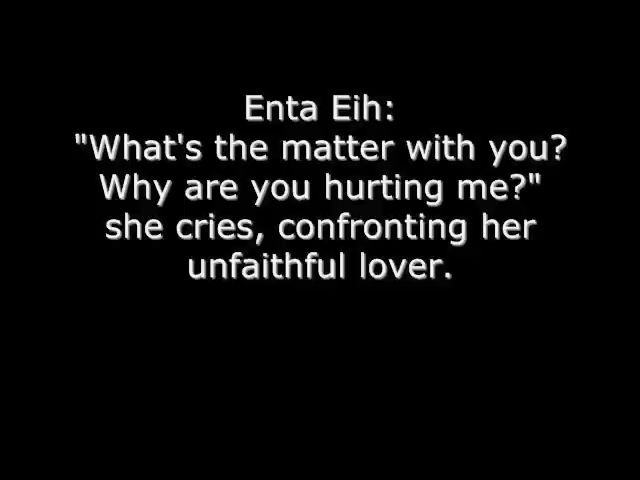 Enta Eih:
"What's the matter with you?
Why are you hurting me?"
she cries, confronting her
unfaithful lover.